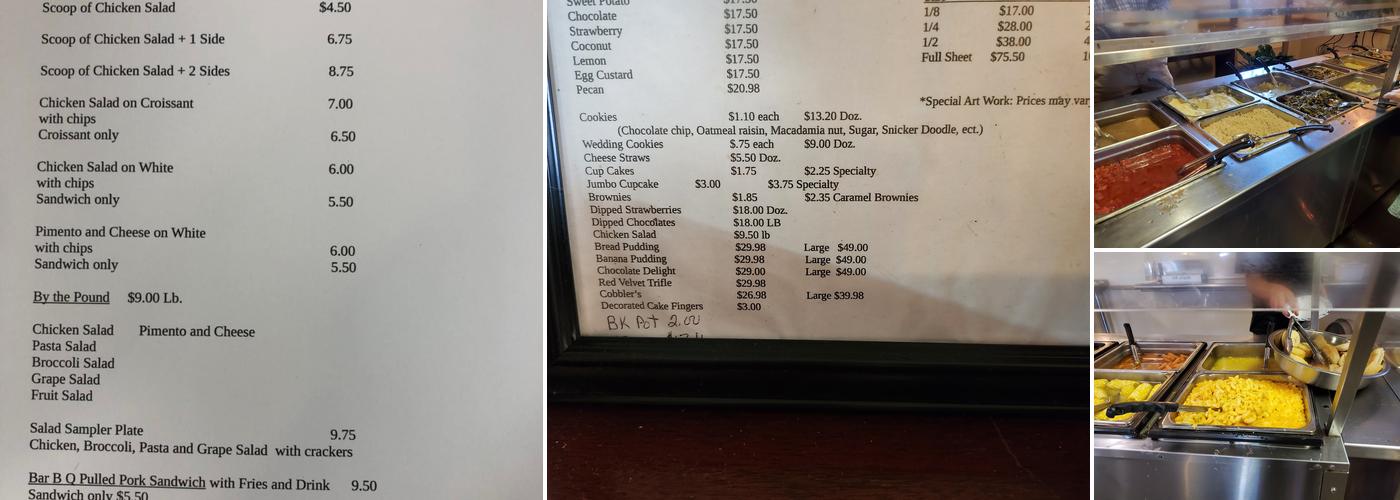 Scoop of Chicken Salad $4.50
Scoop of Chicken Salad + 1 Side 6.75
Scoop of Chicken Salad + 2 Sides 8.75
Chicken Salad on Croissant 7.00
with chips
Croissant only 6.50
Chicken Salad on White 6.00
with chips
Sandwich only 5.50
Pimento and Cheese on White
with chips 6.00
Sandwich only 5.50
By the Pound $9.00 Lb.
Chicken Salad Pimento and Cheese
Pasta Salad
Broccoli Salad
Grape Salad
Fruit Salad
Salad Sampler Plate 9.75
Chicken, Broccoli, Pasta and Grape Salad with crackers
Bar B Q Pulled Pork Sandwich with Fries and Drink 9.50
Sandwich only $5.50
Sweet Potato $17.50
Chocolate $17.50
Strawberry $17.50
Coconut $17.50
Lemon $17.50
Egg Custard $17.50
Pecan $20.98
1/8 $17.00
1/4 $28.00
1/2 $38.00
Full Sheet $75.50
*Special Art Work: Prices may vary
Cookies $1.10 each $13.20 Doz.
(Chocolate chip, Oatmeal raisin, Macadamia nut, Sugar, Snicker Doodle, ect.)
Wedding Cookies $.75 each $9.00 Doz.
Cheese Straws $5.50 Doz.
Cup Cakes $1.75 $2.25 Specialty
Jumbo Cupcake $3.00 $3.75 Specialty
Brownies $1.85 $2.35 Caramel Brownies
Dipped Strawberries $18.00 Doz.
Dipped Chocolates $18.00 LB
Chicken Salad $9.50 lb
Bread Pudding $29.98 Large $49.00
Banana Pudding $29.98 Large $49.00
Chocolate Delight $29.00 Large $49.00
Red Velvet Trifle $29.98
Cobbler's $26.98 Large $39.98
Decorated Cake Fingers $3.00
BK Pot 2.00